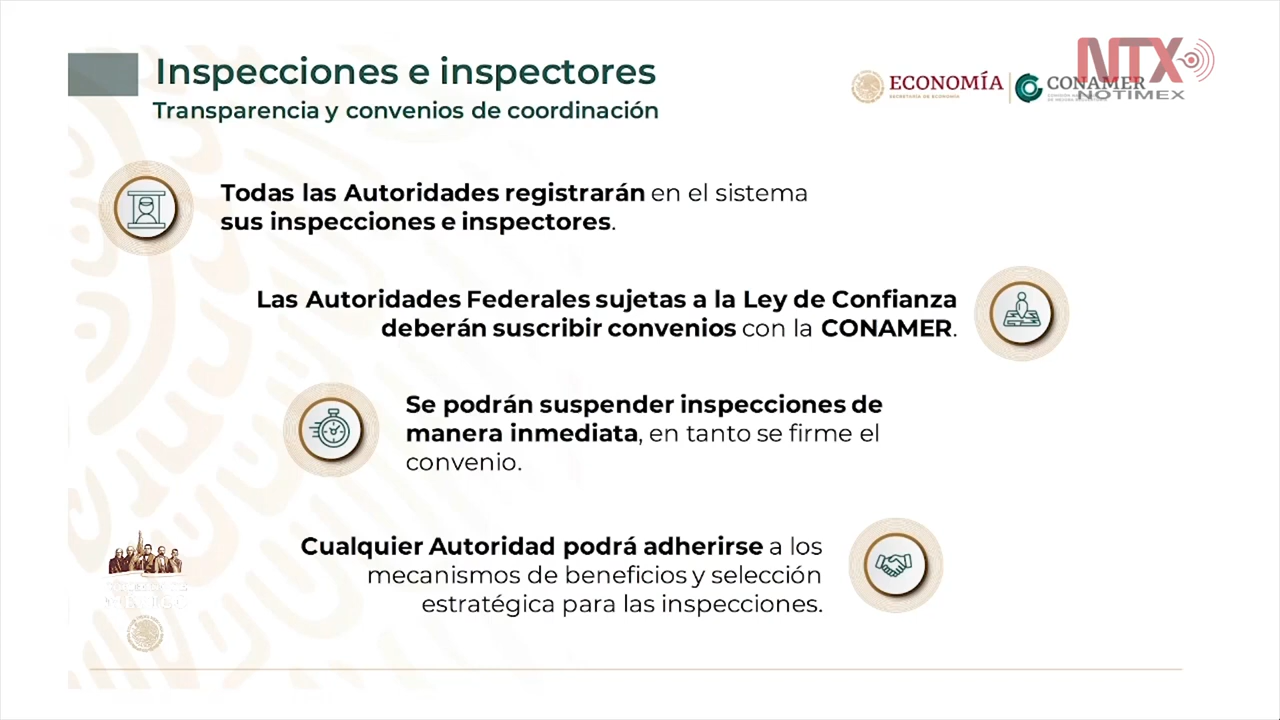 Inspecciones e inspectores
Transparencia y convenios de coordinación
ECONOMÍA
SECRETARÍA DE ECONOMÍA
CONAMER
NTX
NOTIMEX
Todas las Autoridades registrarán en el sistema
sus inspecciones e inspectores.
Las Autoridades Federales sujetas a la Ley de Confianza
deberán suscribir convenios con la CONAMER.
Se podrán suspender inspecciones de
manera inmediata, en tanto se firme el
convenio.
Cualquier Autoridad podrá adherirse a los
mecanismos de beneficios y selección
estratégica para las inspecciones.